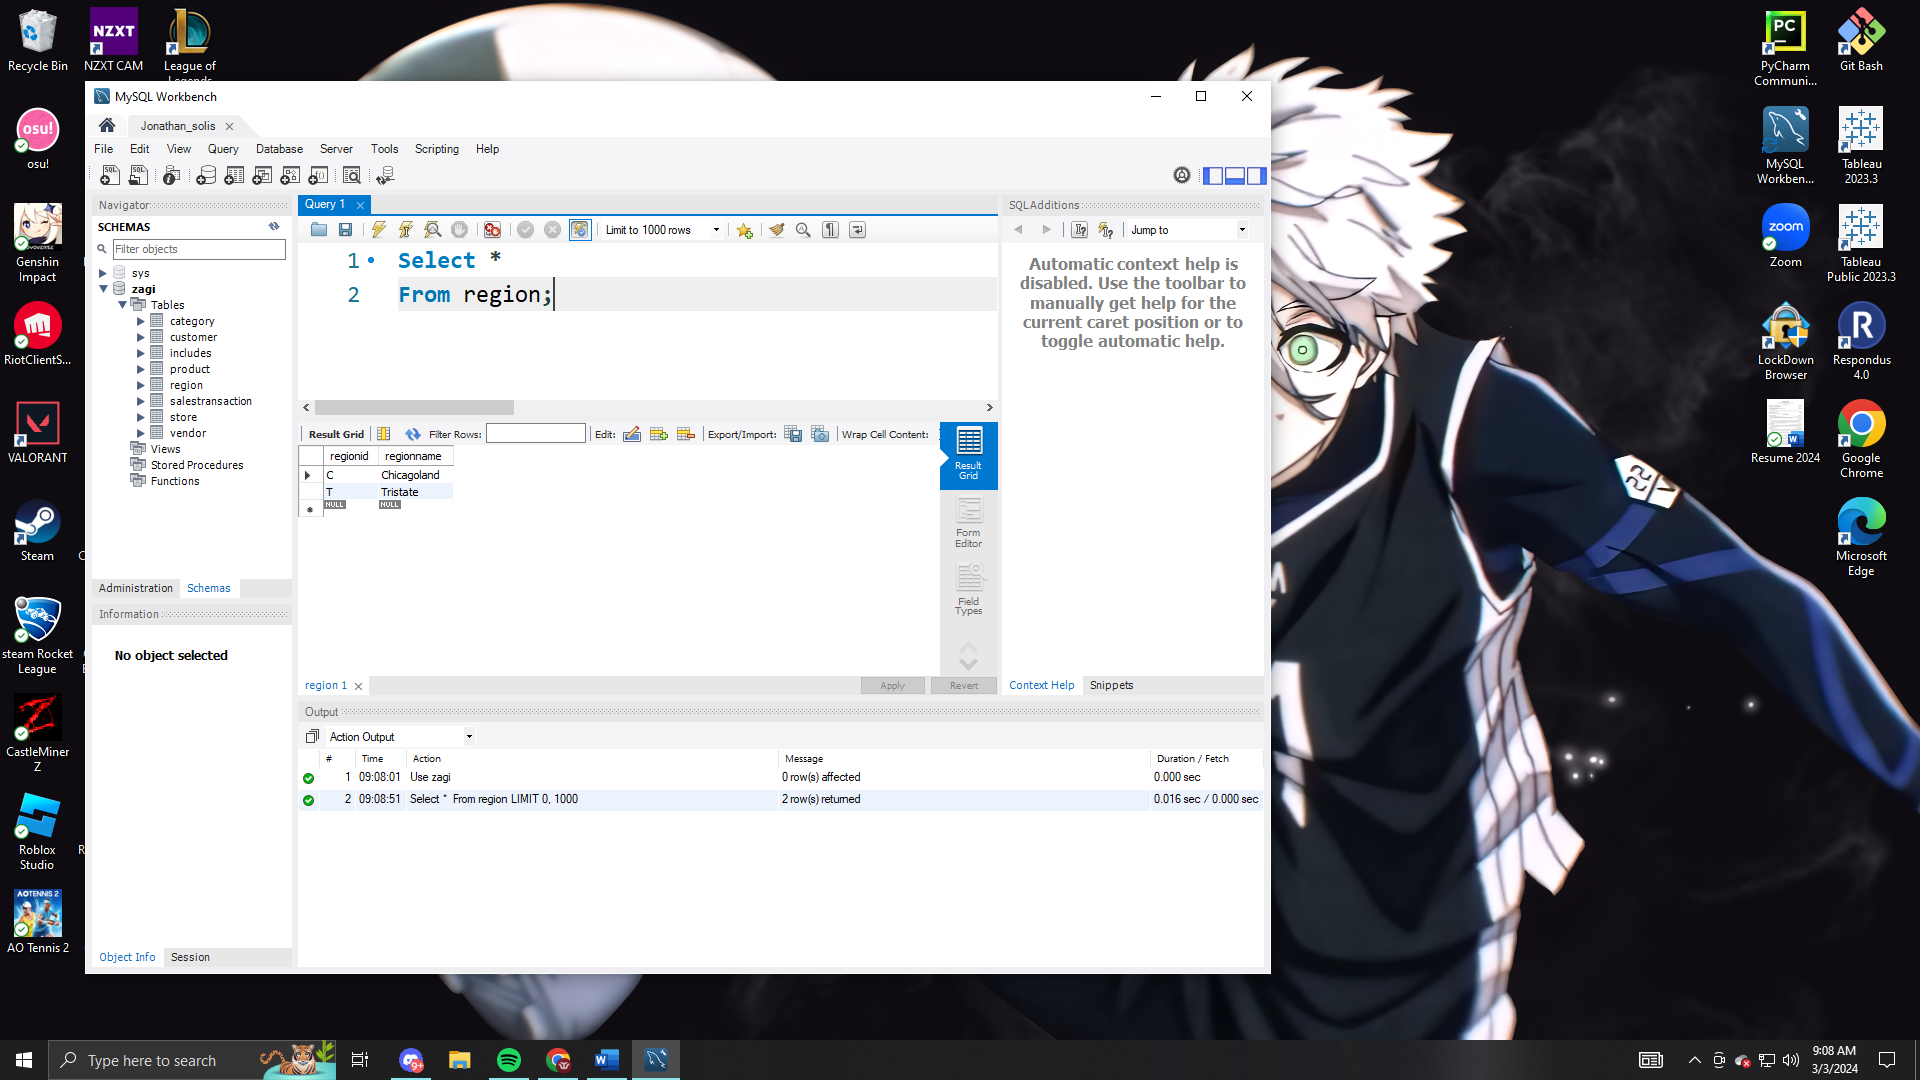 Recycle Bin
NZXT
NZXT CAM
League of
Legends
osu!
osu!
Genshin
Impact
RiotClientS...
VALORANT
Steam
steam Rocket
League
CastleMiner
Z
Roblox
Studio
AO TENNIS 2
AO Tennis 2
MySQL Workbench
Jonathan_solis
File Edit View Query Database Server Tools Scripting Help
Navigator
SCHEMAS
Filter objects
sys
zagi
Tables
category
customer
includes
product
region
salestransaction
store
vendor
Views
Stored Procedures
Functions
Administration Schemas
Information
No object selected
Object Info Session
Query 1
Limit to 1000 rows
1 Select *
2 From region;
Result Grid Filter Rows: Edit: Export/Import: Wrap Cell Content:
regionid regionname
C Chicagoland
T Tristate
NULL NULL
Result
Grid
Form
Editor
Field
Types
region 1
Apply Revert
SQLAdditions
Jump to
Automatic context help is
disabled. Use the toolbar to
manually get help for the
current caret position or to
toggle automatic help.
Context Help Snippets
Output
Action Output
# Time Action Message Duration / Fetch
1 09:08:01 Use zagi 0 row(s) affected 0.000 sec
2 09:08:51 Select * From region LIMIT 0, 1000 2 row(s) returned 0.016 sec / 0.000 sec
PC
PyCharm
Communi...
Git Bash
MySQL
Workben...
Tableau
2023.3
zoom
Zoom
Tableau
Public 2023.3
LockDown
Browser
R
Respondus
4.0
Resume 2024
Google
Chrome
Microsoft
Edge
Type here to search
9+
9:08 AM
3/3/2024